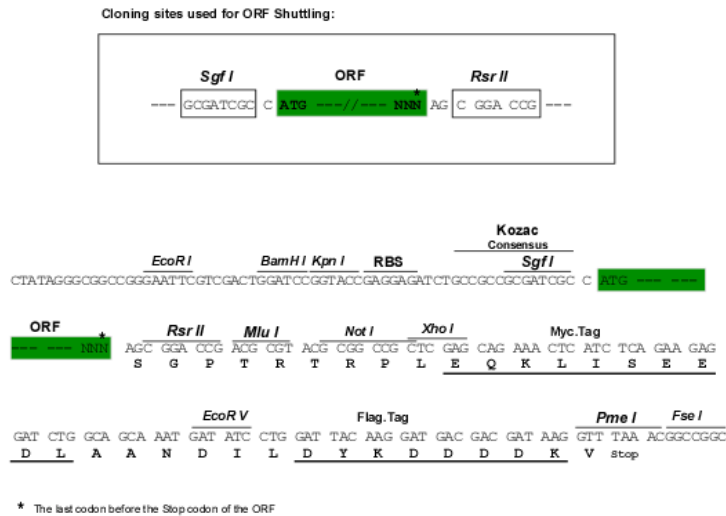 Cloning sites used for ORF Shuttling:
Sgf I ORF Rsr II
*
--- GCGATCGC C ATG ---//--- NNN AG C GGA CCG ---
Kozac
Consensus
EcoR I BamH I Kpn I RBS Sgf I
CTATAGGGCGGCCGGGAATTCGTCGACTGGATCCGGTACCGAGGAGATCTGCCGCCGCGATCGC C ATG --- ---
ORF * Rsr II Mlu I Not I Xho I Myc.Tag
--- --- NNN AGC GGA CCG ACG CGT ACG CGG CCG CTC GAG CAG AAA CTC ATC TCA GAA GAG
S G P T R T R P L E Q K L I S E E
EcoR V Flag.Tag Pme I Fse I
GAT CTG GCA GCA AAT GAT ATC CTG GAT TAC AAG GAT GAC GAC GAT AAG GTT TAA ACGGCCGGC
D L A A N D I L D Y K D D D D K V Stop
* The last codon before the Stop codon of the ORF